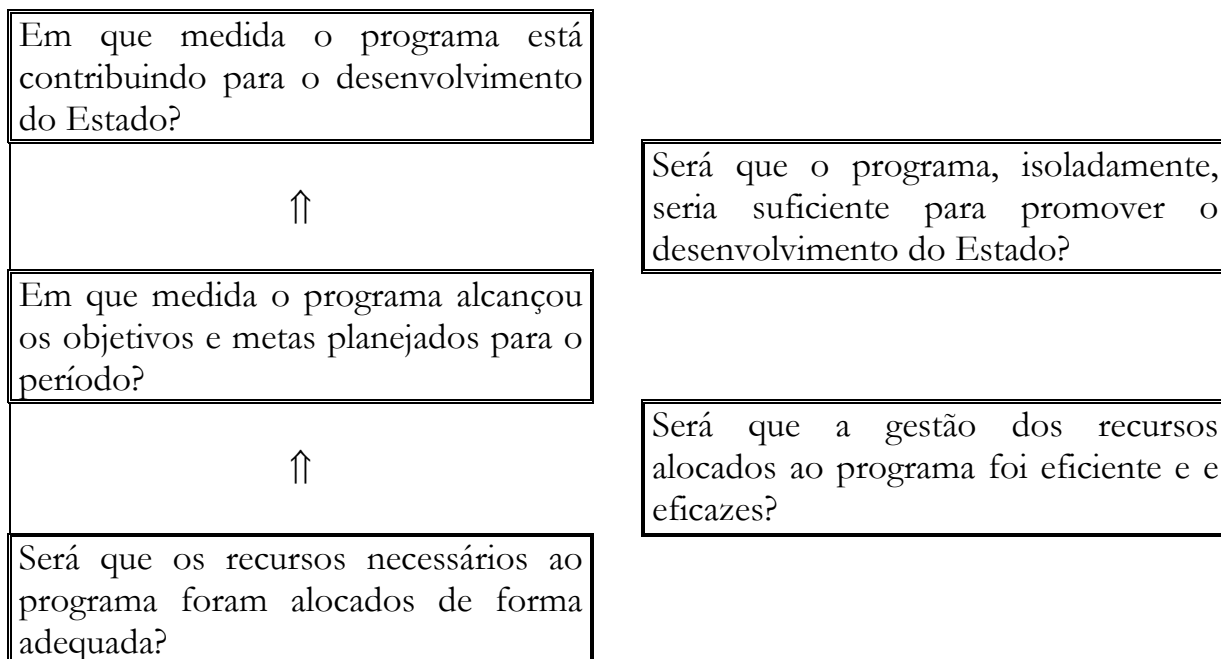 Em que medida o programa está
contribuindo para o desenvolvimento
do Estado?
⇑
Será que o programa, isoladamente,
seria suficiente para promover o
desenvolvimento do Estado?
Em que medida o programa alcançou
os objetivos e metas planejados para o
período?
⇑
Será que a gestão dos recursos
alocados ao programa foi eficiente e e
eficazes?
Será que os recursos necessários ao
programa foram alocados de forma
adequada?